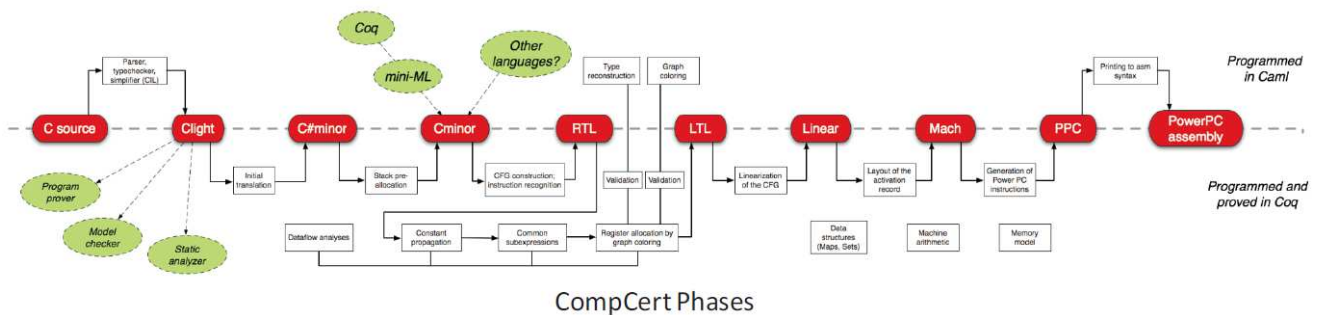 Coq
Other
languages?
mini-ML
Parser,
typechecker,
simplifier (CIL)
Type
reconstruction
Graph
coloring
Printing to asm
syntax
Programmed
in Caml
C source
Clight
C#minor
Cminor
RTL
LTL
Linear
Mach
PPC
PowerPC
assembly
Initial
translation
Stack pre-
allocation
CFG construction;
instruction recognition
Validation
Validation
Linearization
of the CFG
Layout of the
activation
record
Generation of
Power PC
instructions
Programmed and
proved in Coq
Program
prover
Model
checker
Static
analyzer
Dataflow analyses
Constant
propagation
Common
subexpressions
Register allocation by
graph coloring
Data
structures
(Maps, Sets)
Machine
arithmetic
Memory
model
CompCert Phases